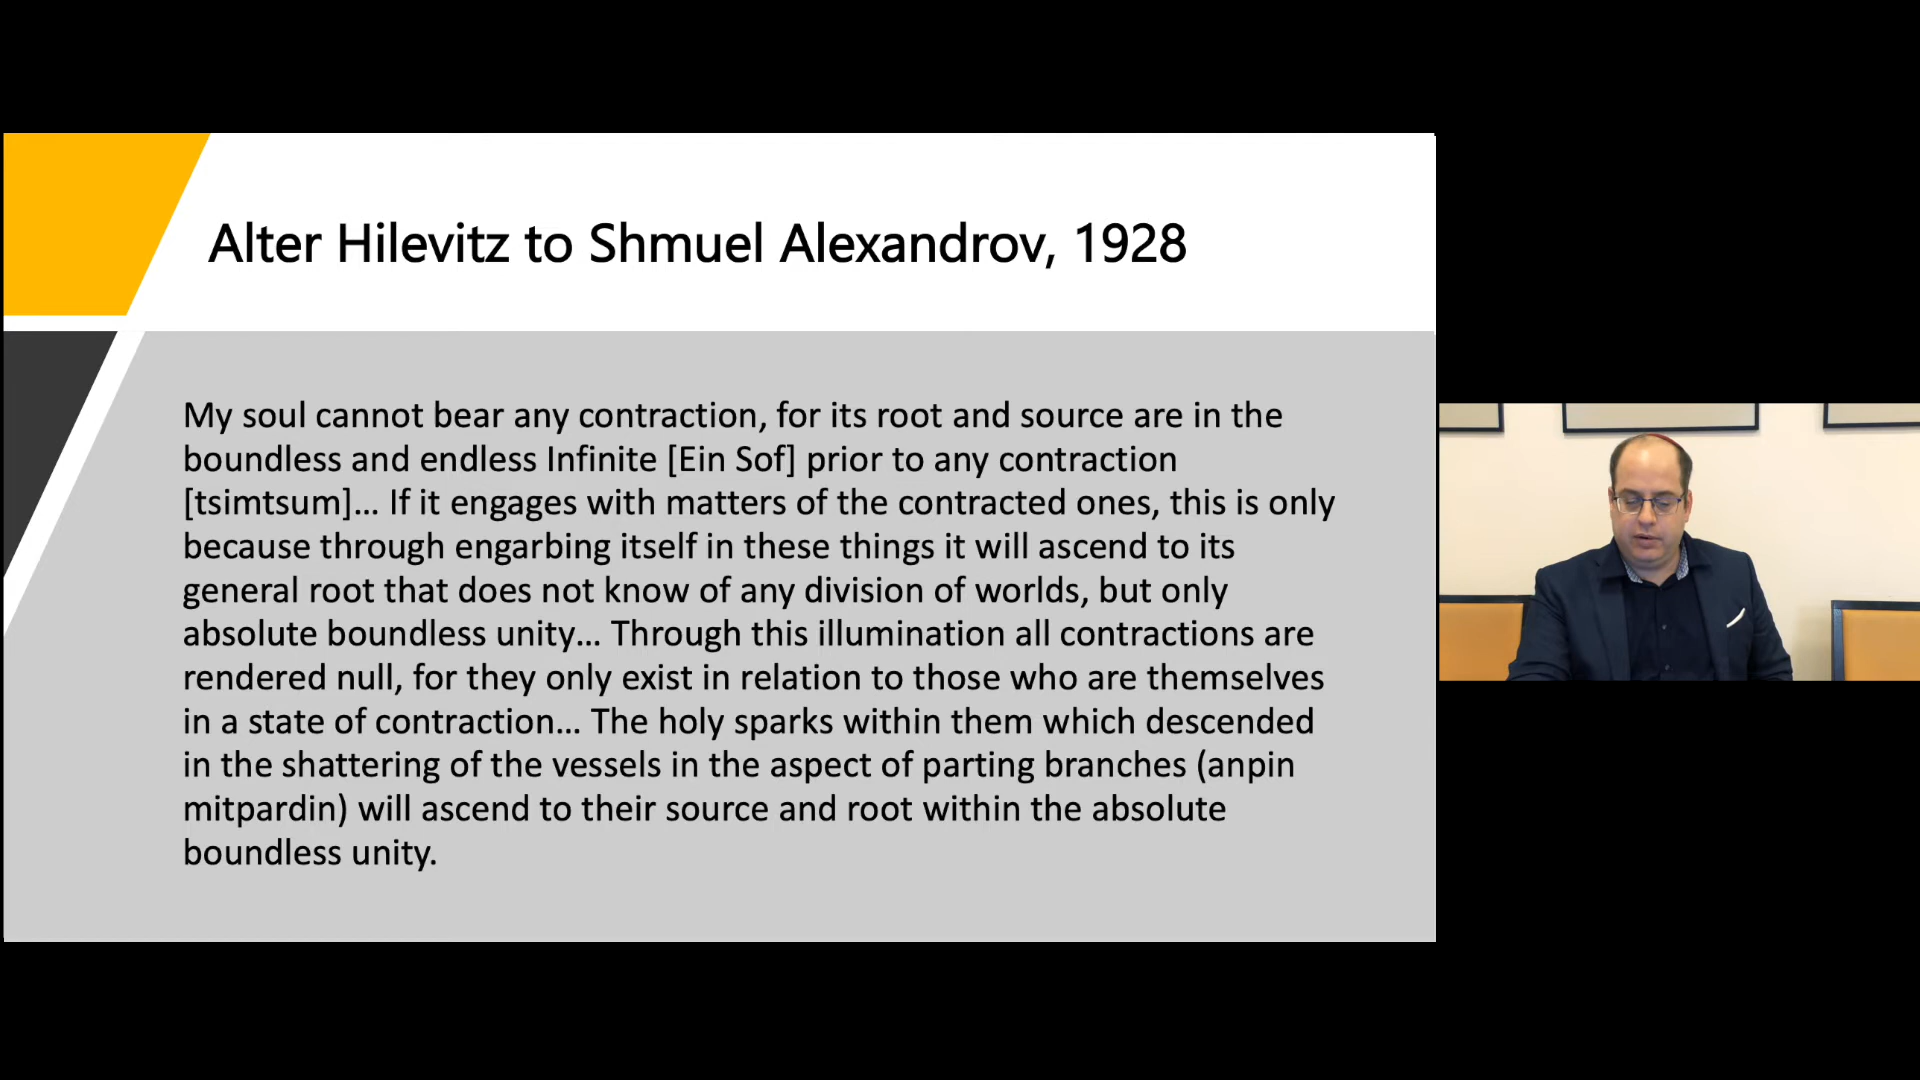 Alter Hilevitz to Shmuel Alexandrov, 1928
My soul cannot bear any contraction, for its root and source are in the
boundless and endless Infinite [Ein Sof] prior to any contraction
[tsimtsum]... If it engages with matters of the contracted ones, this is only
because through engarbing itself in these things it will ascend to its
general root that does not know of any division of worlds, but only
absolute boundless unity... Through this illumination all contractions are
rendered null, for they only exist in relation to those who are themselves
in a state of contraction... The holy sparks within them which descended
in the shattering of the vessels in the aspect of parting branches (anpin
mitpardin) will ascend to their source and root within the absolute
boundless unity.